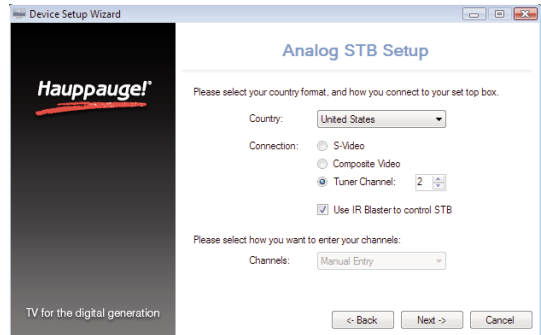 Device Setup Wizard
Analog STB Setup
Hauppauge!
Please select your country format, and how you connect to your set top box.
Country: United States
Connection: S-Video
Composite Video
Tuner Channel: 2
Use IR Blaster to control STB
Please select how you want to enter your channels:
Channels: Manual Entry
TV for the digital generation
<- Back Next -> Cancel